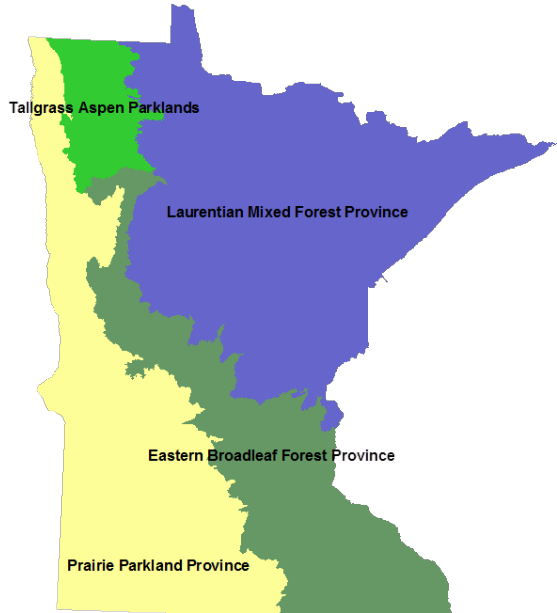 Tallgrass Aspen Parklands
Laurentian Mixed Forest Province
Eastern Broadleaf Forest Province
Prairie Parkland Province